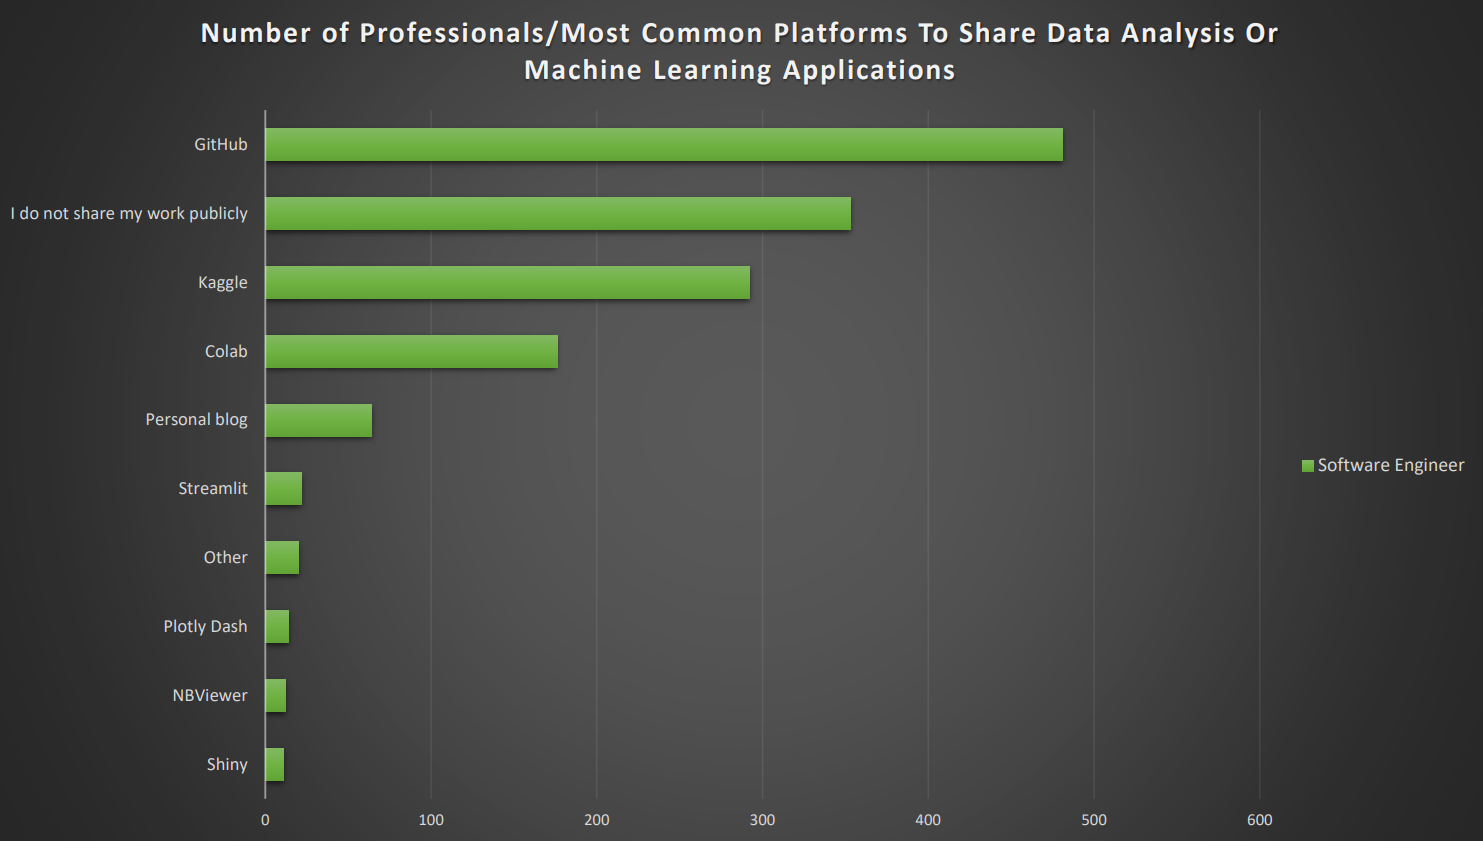 Number of Professionals/Most Common Platforms To Share Data Analysis Or
Machine Learning Applications
GitHub
I do not share my work publicly
Kaggle
Colab
Personal blog
Streamlit
Other
Plotly Dash
NBViewer
Shiny
0 100 200 300 400 500 600
Software Engineer